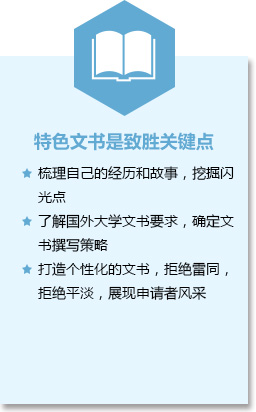 特色文书是致胜关键点
梳理自己的经历和故事，挖掘闪
光点
了解国外大学文书要求，确定文
书撰写策略
打造个性化的文书，拒绝雷同，
拒绝平淡，展现申请者风采